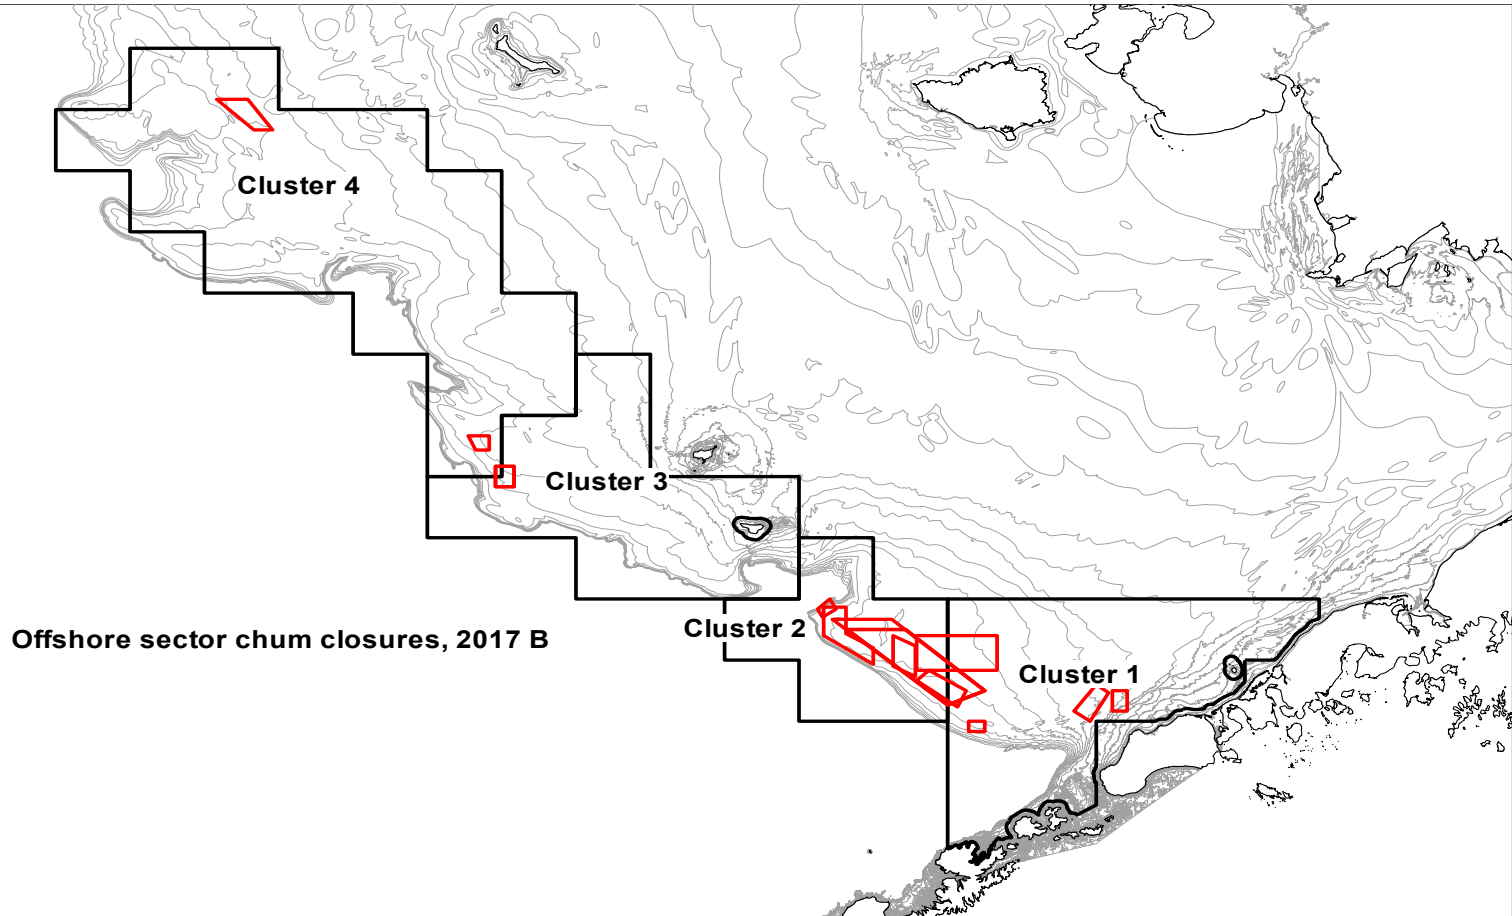 Cluster 4
Cluster 3
Cluster 2
Offshore sector chum closures, 2017 B
Cluster 1